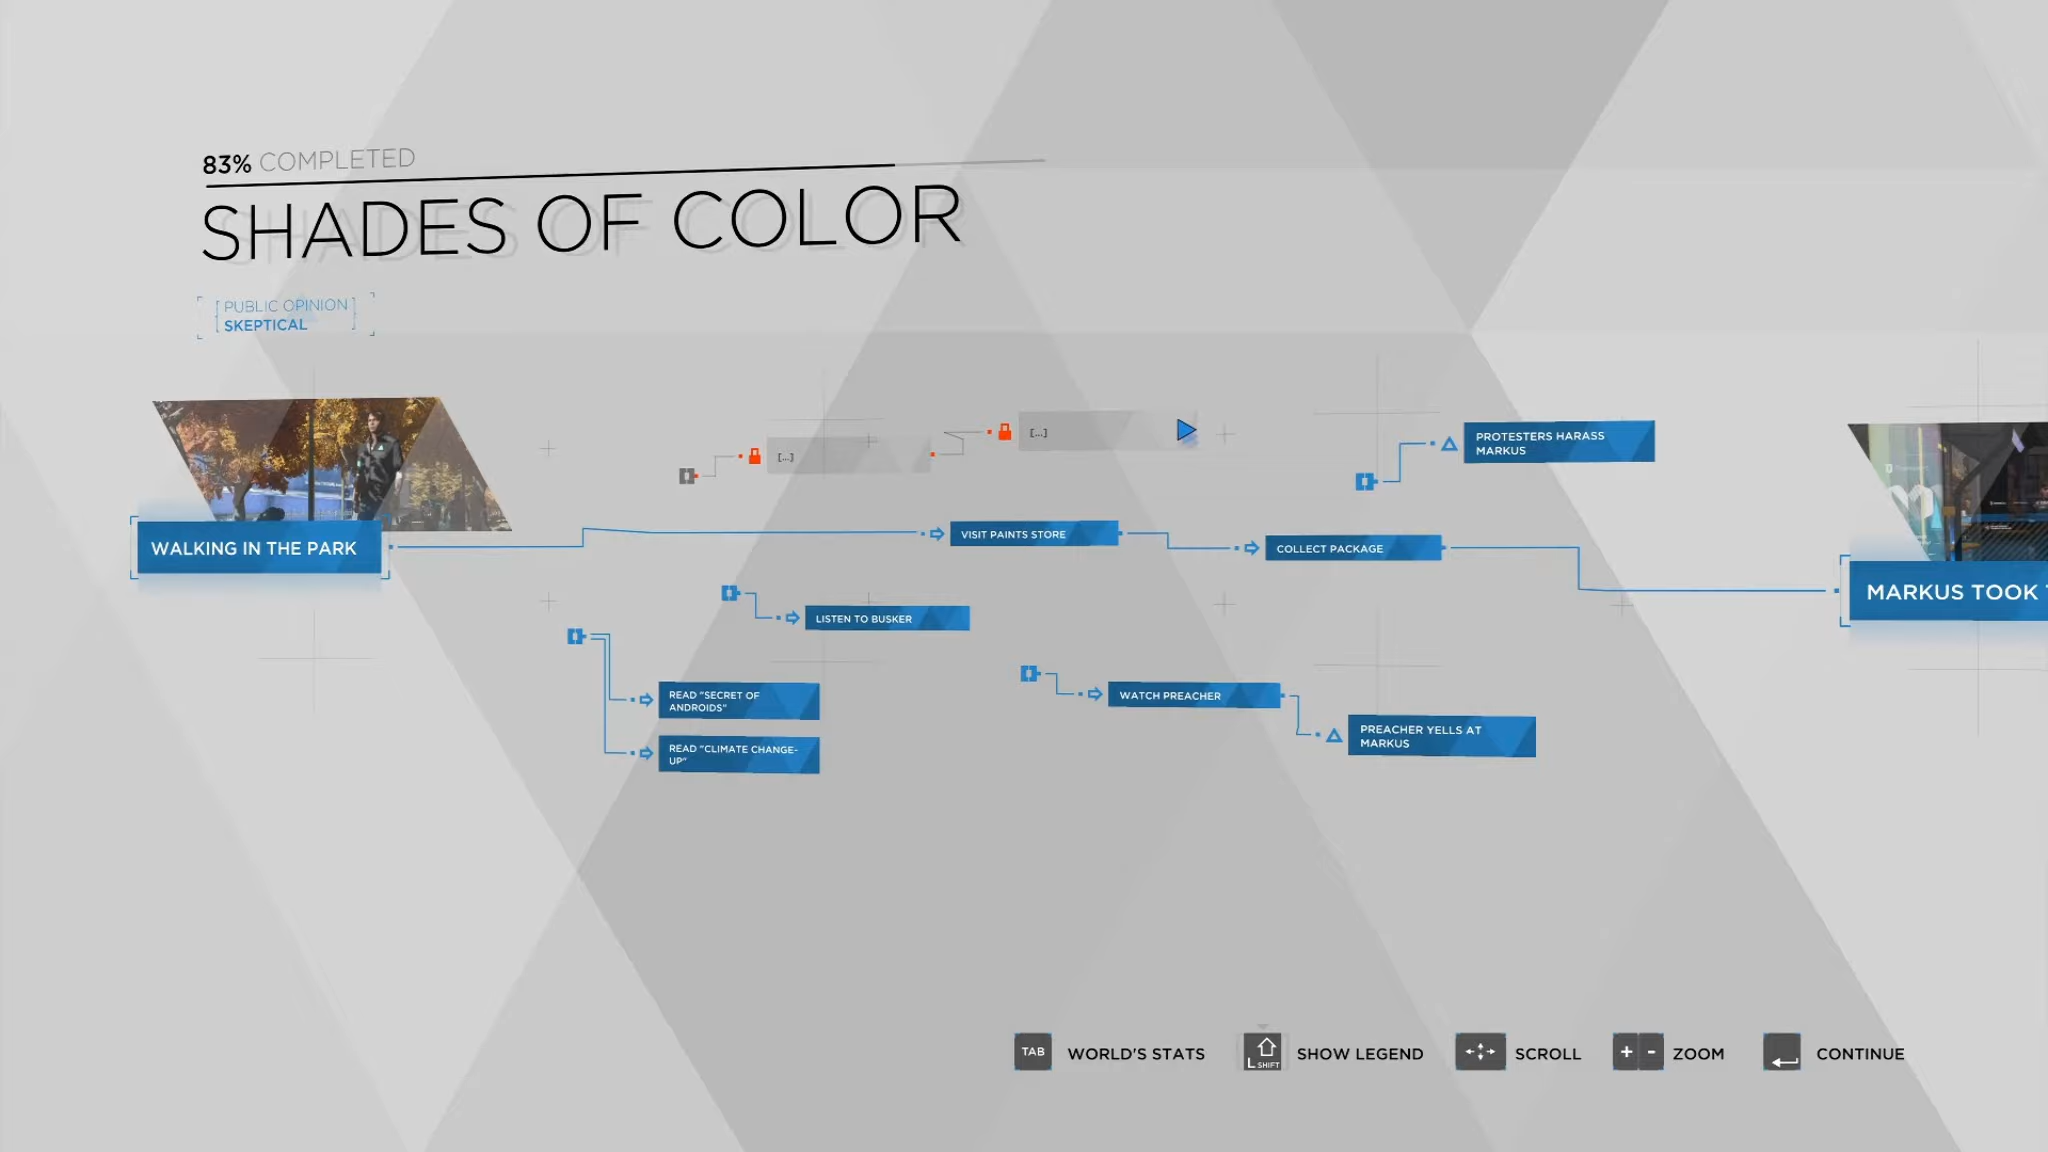 83% COMPLETED
SHADES OF COLOR
PUBLIC OPINION
SKEPTICAL
[...]
[...]
PROTESTERS HARASS
MARKUS
WALKING IN THE PARK
VISIT PAINTS STORE
COLLECT PACKAGE
MARKUS TOOK
LISTEN TO BUSKER
READ "SECRET OF
ANDROIDS"
READ "CLIMATE CHANGE-
UP"
WATCH PREACHER
PREACHER YELLS AT
MARKUS
TAB WORLD'S STATS
L SHIFT SHOW LEGEND
SCROLL
+ - ZOOM
CONTINUE